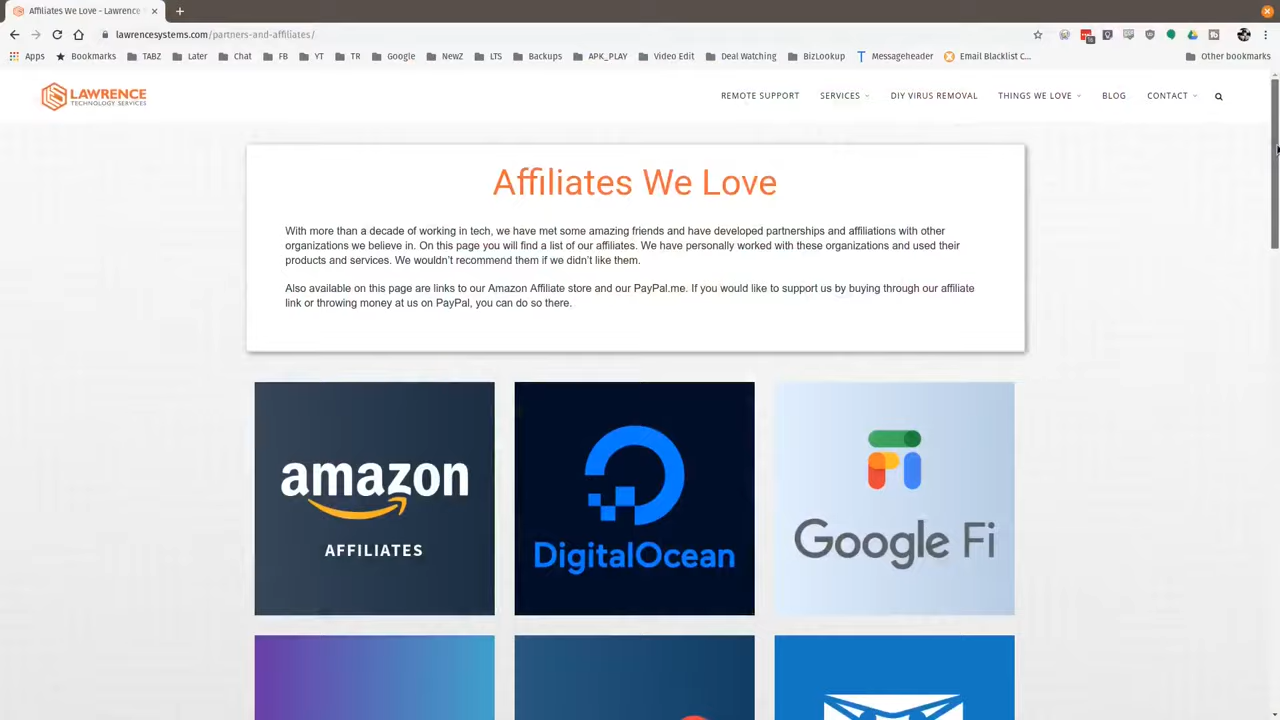 Affiliates We Love - Lawrence
lawrencesystems.com/partners-and-affiliates/
Apps Bookmarks TABZ Later Chat FB YT TR Google NewZ LTS Backups APK_PLAY Video Edit Deal Watching BizLookup Messageheader Email Blacklist C... Other bookmarks
LAWRENCE
TECHNOLOGY SERVICES
REMOTE SUPPORT SERVICES DIY VIRUS REMOVAL THINGS WE LOVE BLOG CONTACT
Affiliates We Love
With more than a decade of working in tech, we have met some amazing friends and have developed partnerships and affiliations with other
organizations we believe in. On this page you will find a list of our affiliates. We have personally worked with these organizations and used their
products and services. We wouldn't recommend them if we didn't like them.
Also available on this page are links to our Amazon Affiliate store and our PayPal.me. If you would like to support us by buying through our affiliate
link or throwing money at us on PayPal, you can do so there.
amazon
AFFILIATES
DigitalOcean
Google Fi